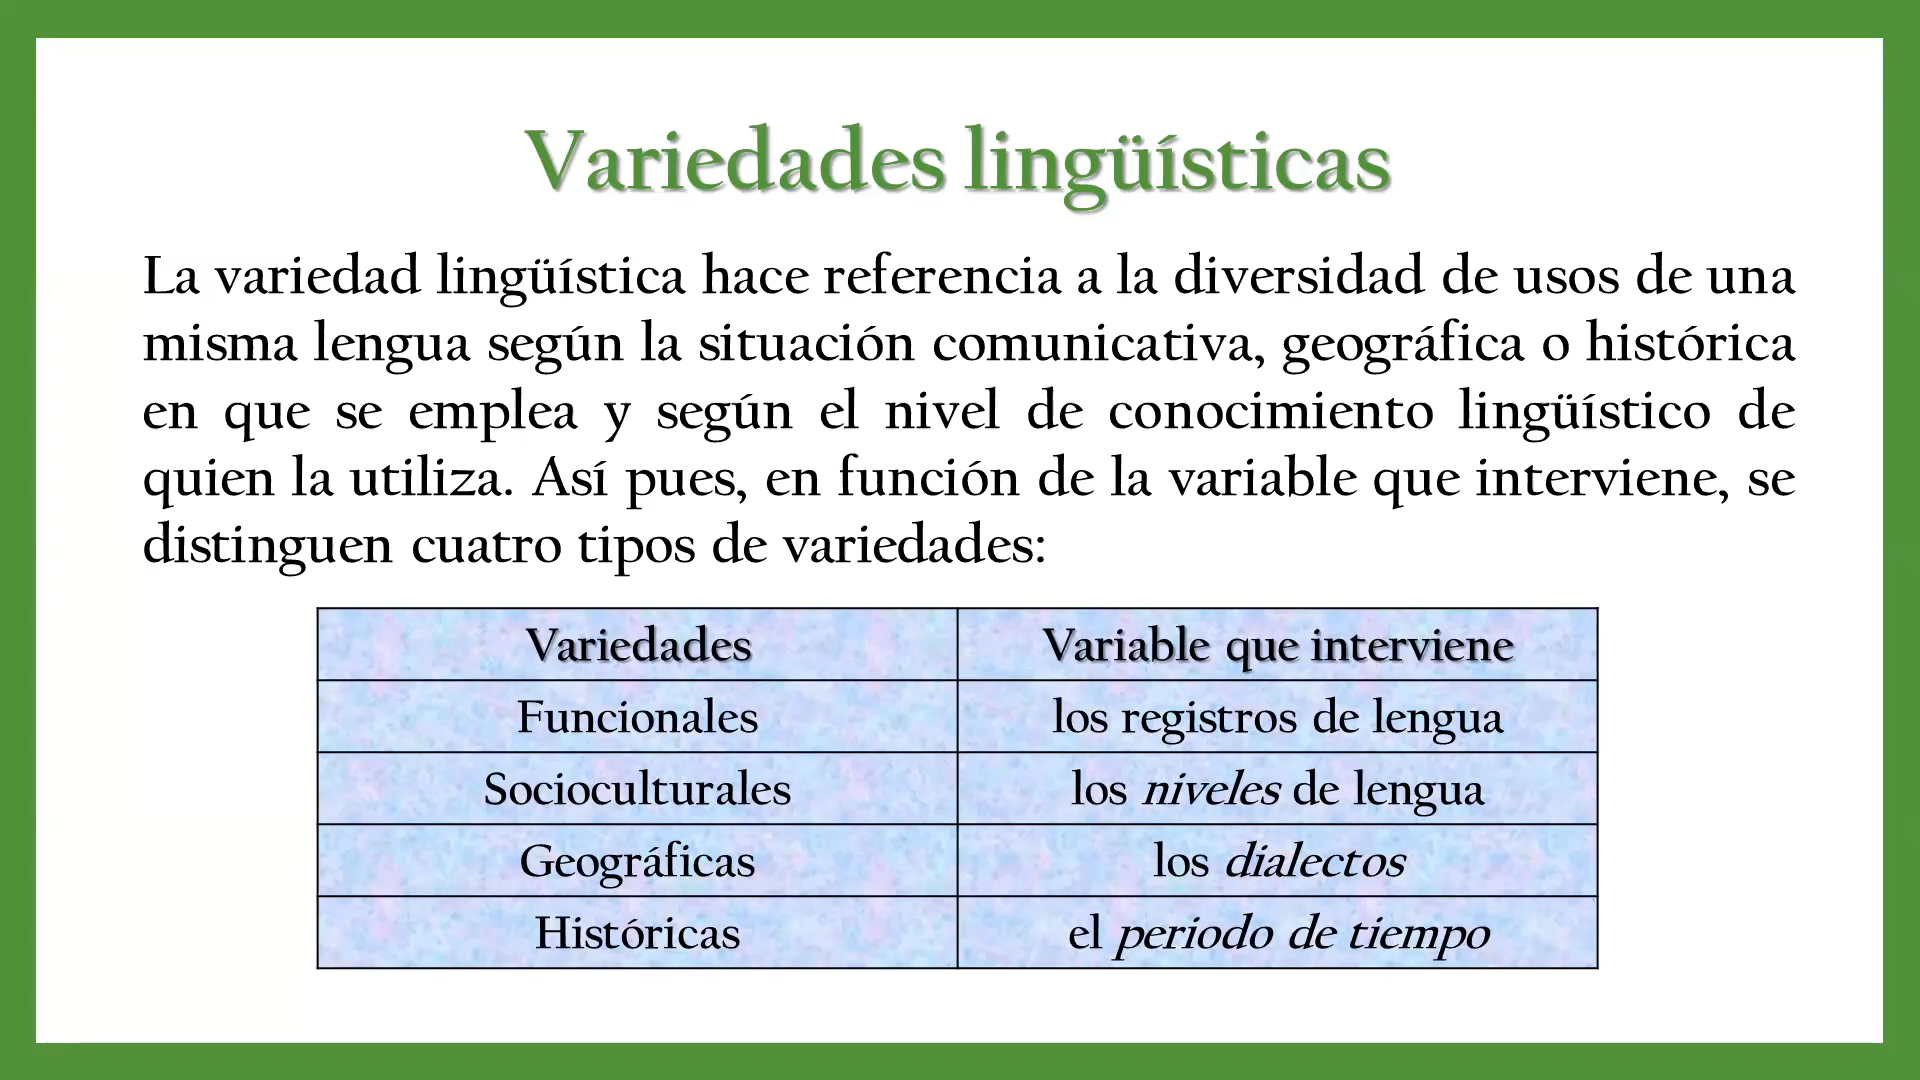 Variedades lingüísticas
La variedad lingüística hace referencia a la diversidad de usos de una
misma lengua según la situación comunicativa, geográfica o histórica
en que se emplea y según el nivel de conocimiento lingüístico de
quien la utiliza. Así pues, en función de la variable que interviene, se
distinguen cuatro tipos de variedades:
Variedades Variable que interviene
Funcionales los registros de lengua
Socioculturales los niveles de lengua
Geográficas los dialectos
Históricas el periodo de tiempo